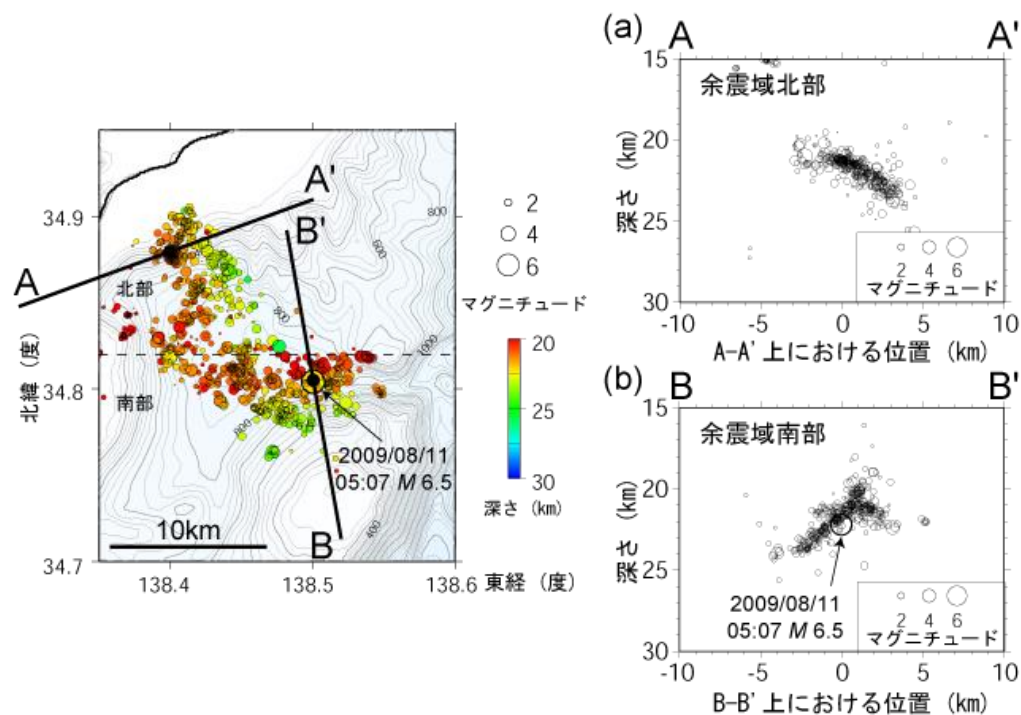 A
A'
B'
B
34.9
34.8
34.7
138.4
138.5
138.6
北緯 (度)
東経 (度)
北部
南部
10km
800
600
800
1000
800
400
2009/08/11
05:07 M 6.5
2
4
6
マグニチュード
20
25
30
深さ (km)
(a)
A
A'
15
20
25
30
深さ (km)
余震域北部
2 4 6
マグニチュード
-10 -5 0 5 10
A-A' 上における位置 (km)
(b)
B
B'
15
20
25
30
深さ (km)
余震域南部
2009/08/11
05:07 M 6.5
2 4 6
マグニチュード
-10 -5 0 5 10
B-B' 上における位置 (km)